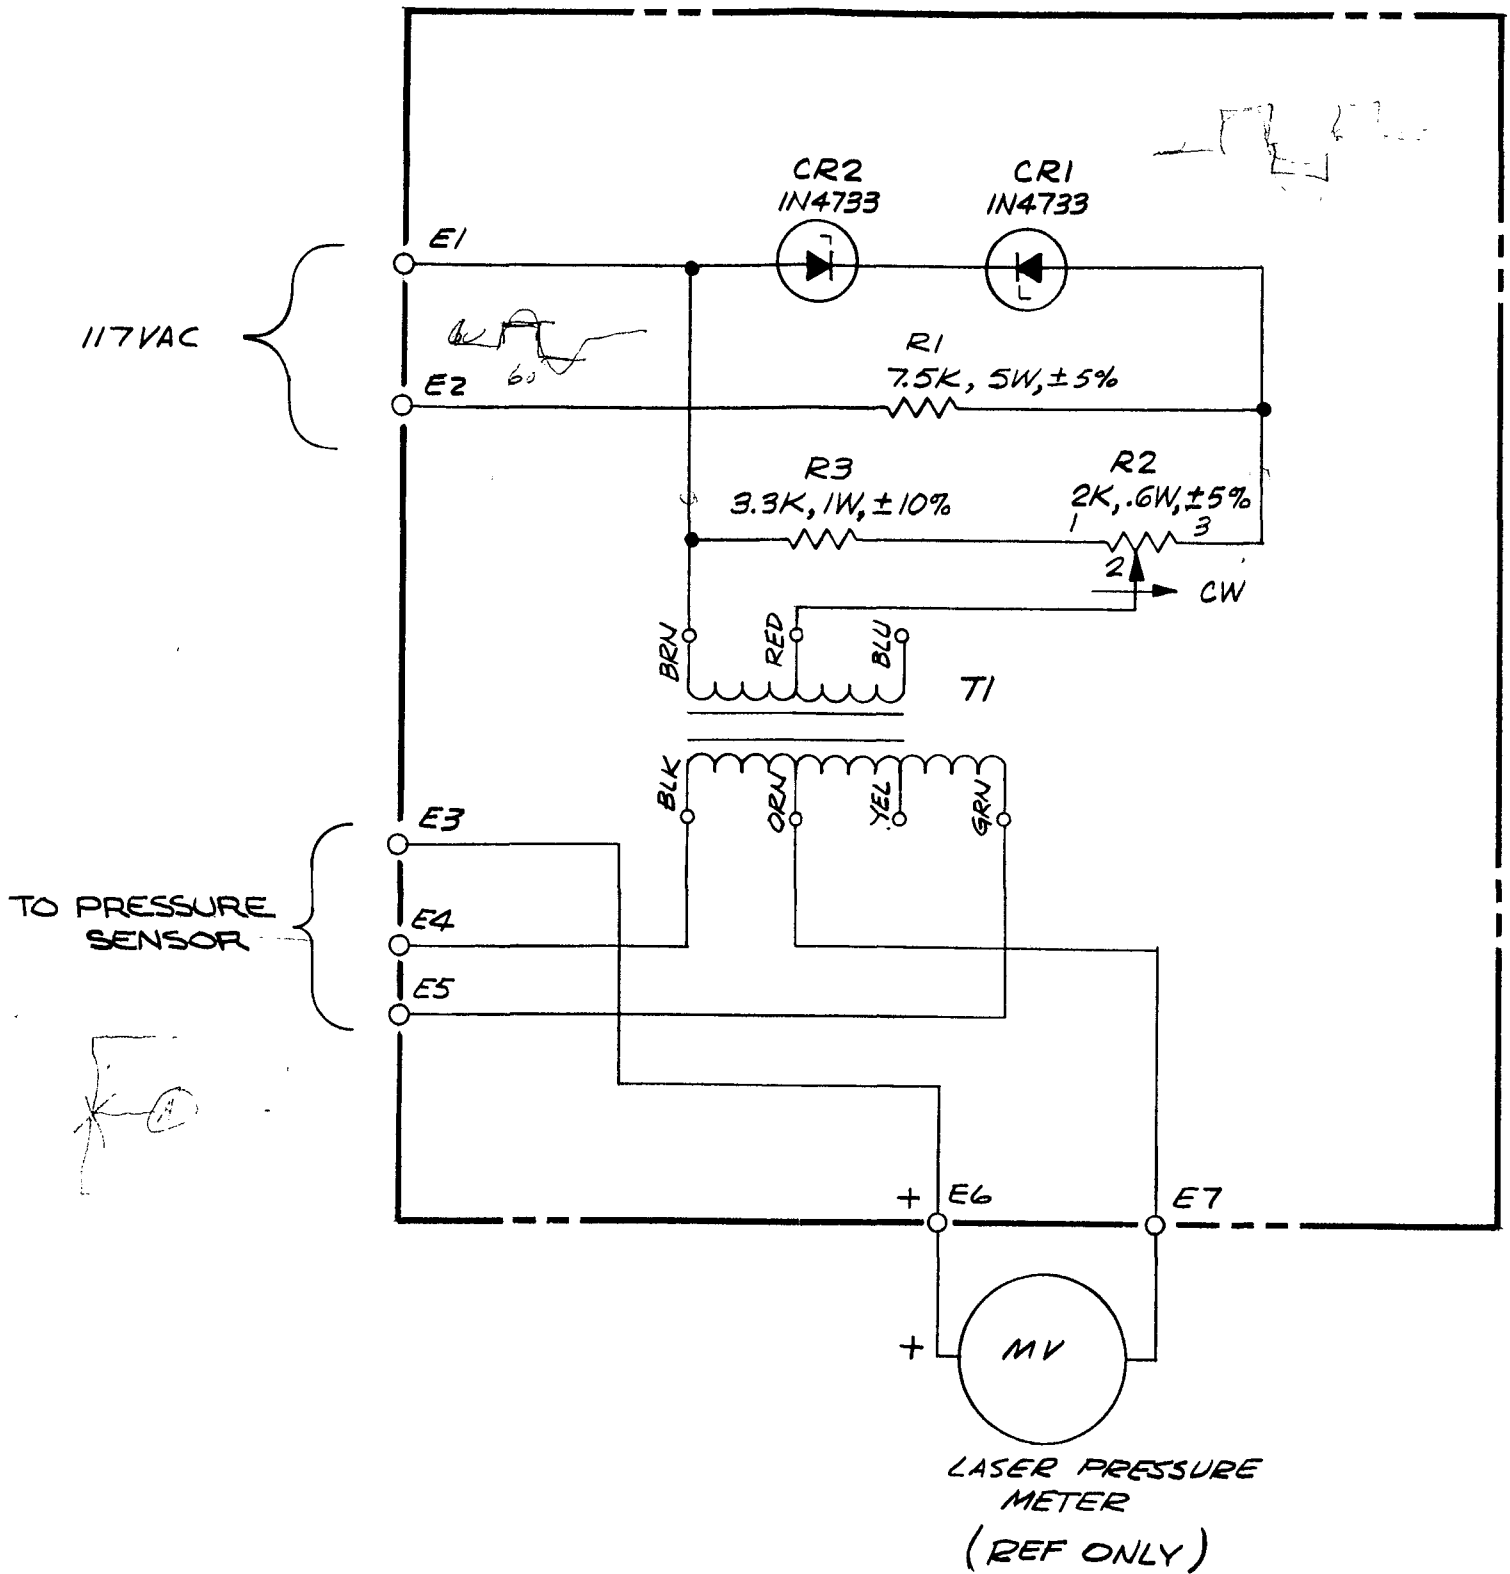 CR2
1N4733
CR1
1N4733
E1
117VAC
E2
60
R1
7.5K, 5W, ±5%
R3
3.3K, 1W, ±10%
R2
2K, .6W, ±5%
1
3
2
CW
BRN
RED
BLU
T1
BLK
ORN
YEL
GRN
E3
TO PRESSURE
SENSOR
E4
E5
A
+ E6
E7
+
MV
LASER PRESSURE
METER
(REF ONLY)